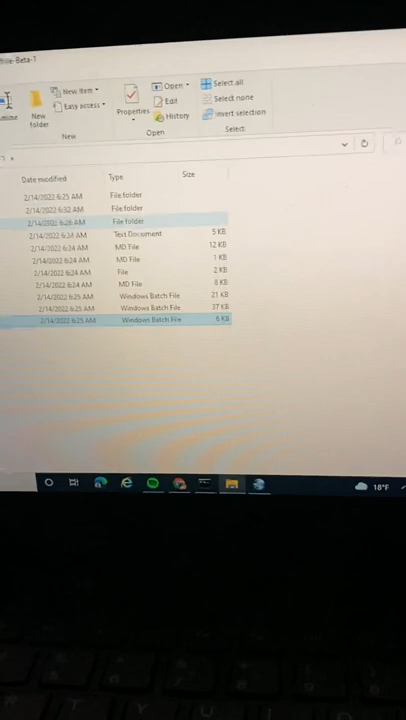 -Beta-1
New item
Open
Select all
Easy access
Edit
Select none
New
folder
Properties
History
Invert selection
New
Open
Select
Date modified Type Size
2/14/2022 6:25 AM File folder
2/14/2022 6:32 AM File folder
2/14/2022 6:26 AM File folder
2/14/2022 6:24 AM Text Document 5 KB
2/14/2022 6:24 AM MD File 12 KB
2/14/2022 6:24 AM MD File 1 KB
2/14/2022 6:24 AM File 2 KB
2/14/2022 6:24 AM MD File 8 KB
2/14/2022 6:25 AM Windows Batch File 21 KB
2/14/2022 6:25 AM Windows Batch File 37 KB
2/14/2022 6:25 AM Windows Batch File 6 KB
18°F